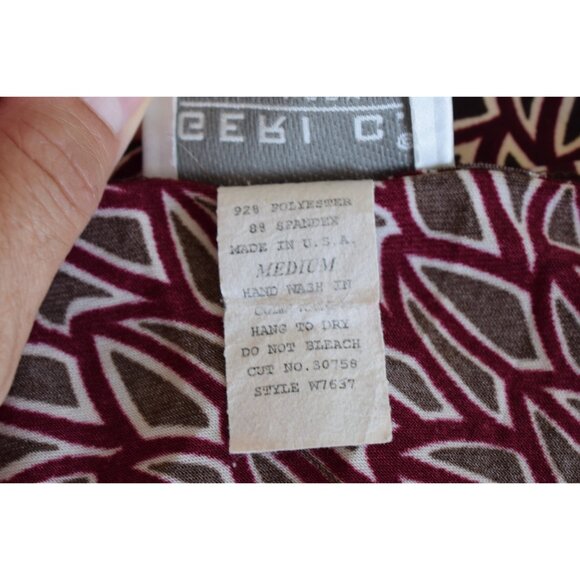 GERI G.
92% POLYESTER
8% SPANDEX
MADE IN U.S.A.
MEDIUM
HAND WASH IN
COLD
HANG TO DRY
DO NOT BLEACH
CUT NO.30758
STYLE W7637